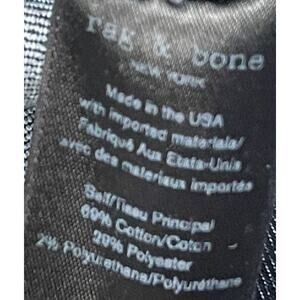 rag & bone
NEW YORK
Made in the USA
with imported materials/
Fabriqué Aux Etats-Unis
avec des materiaux importés
Self/Tissu Principal
69% Cotton/Coton
29% Polyester
2% Polyurethane/Polyuréthane